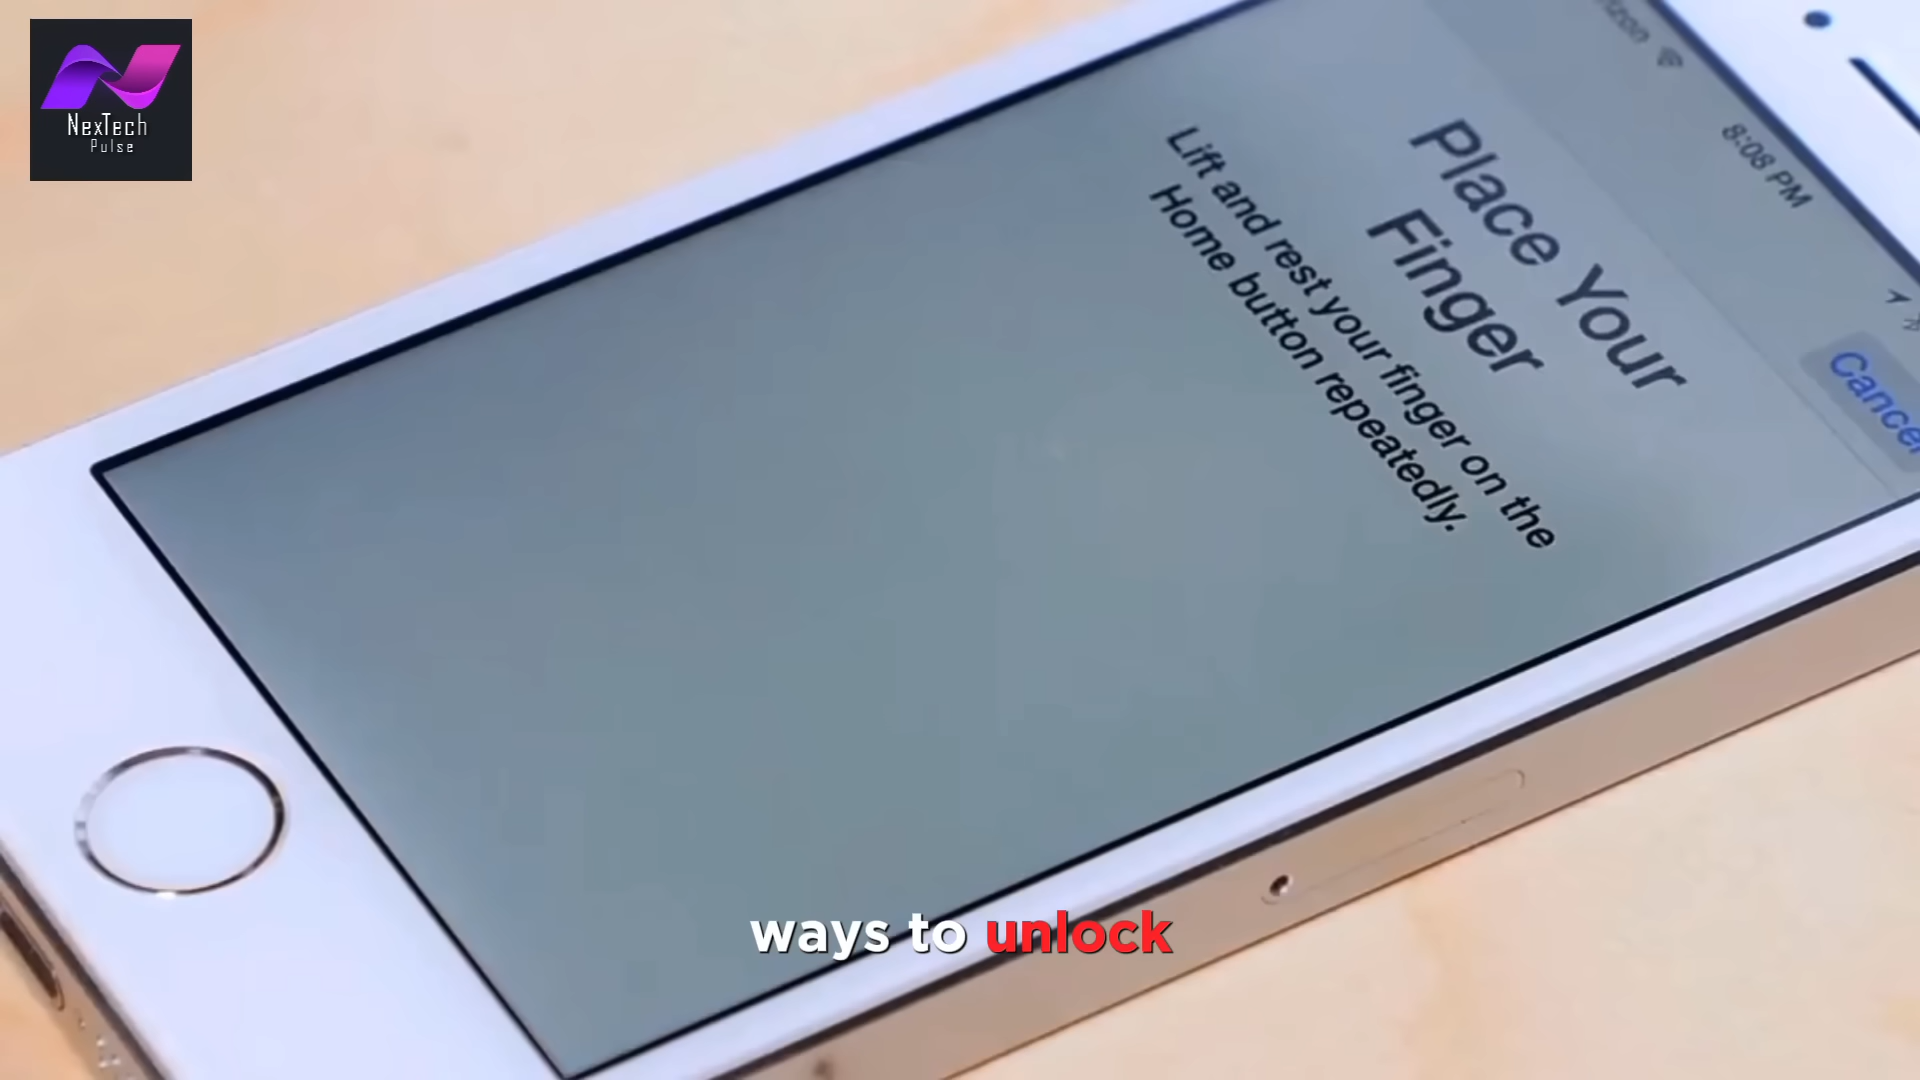 NexTech
Pulse
8:08 PM
Cancel
Place Your
Finger
Lift and rest your finger on the
Home button repeatedly.
ways to unlock